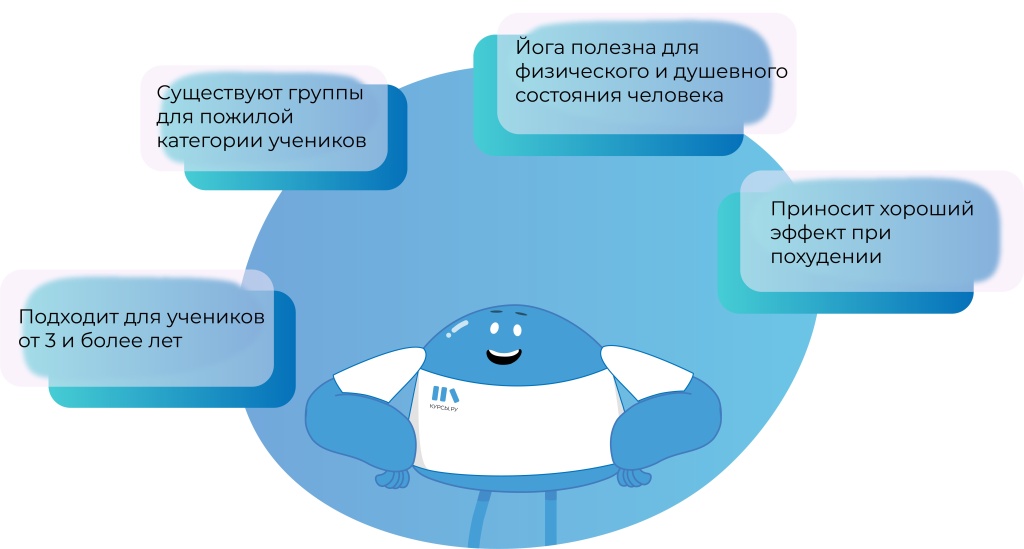 Йога полезна для
физического и душевного
состояния человека
Существуют группы
для пожилой
категории учеников
Приносит хороший
эффект при
похудении
Подходит для учеников
от 3 и более лет
КУРСЫ.РУ